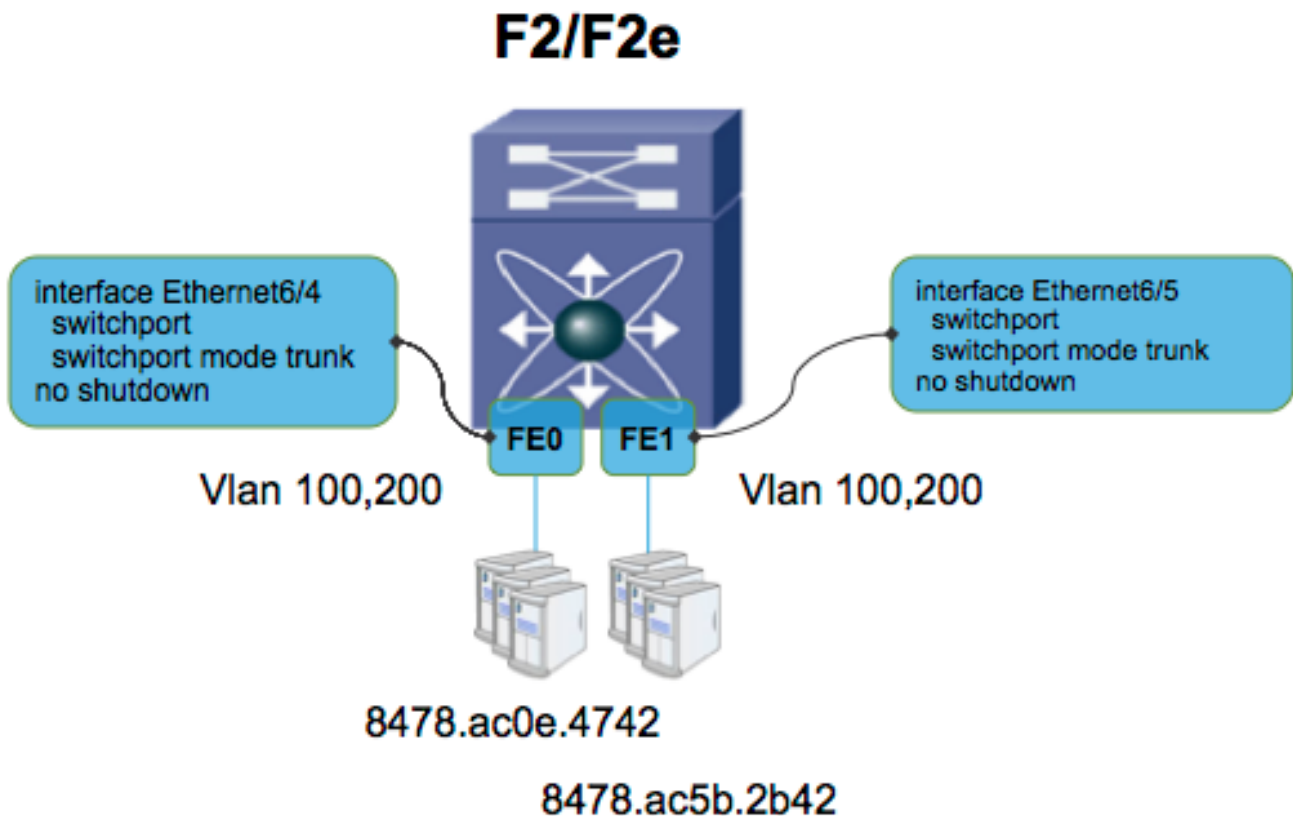 F2/F2e
interface Ethernet6/4
switchport
switchport mode trunk
no shutdown
interface Ethernet6/5
switchport
switchport mode trunk
no shutdown
FE0
FE1
Vlan 100,200
Vlan 100,200
8478.ac0e.4742
8478.ac5b.2b42